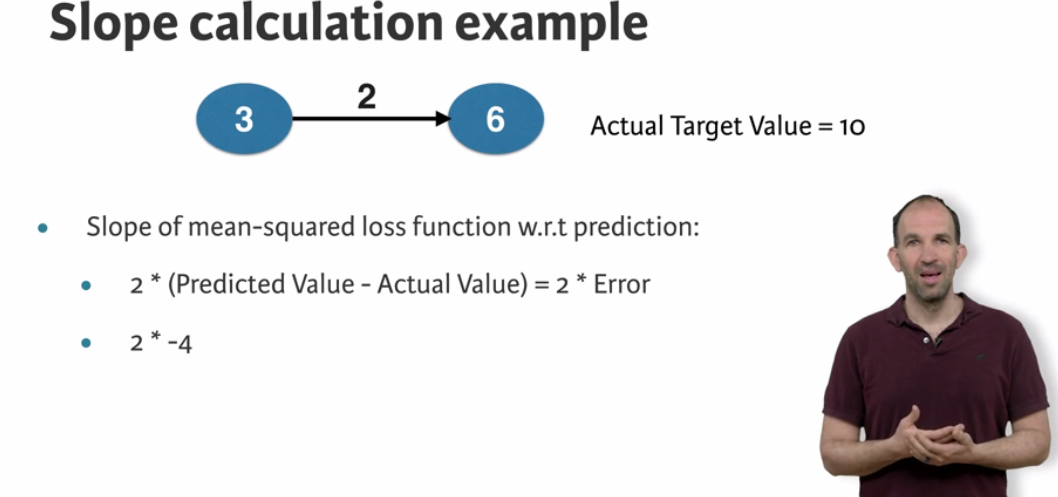 Slope calculation example
3
2
6
Actual Target Value = 10
Slope of mean-squared loss function w.r.t prediction:
2 * (Predicted Value - Actual Value) = 2 * Error
2 * -4